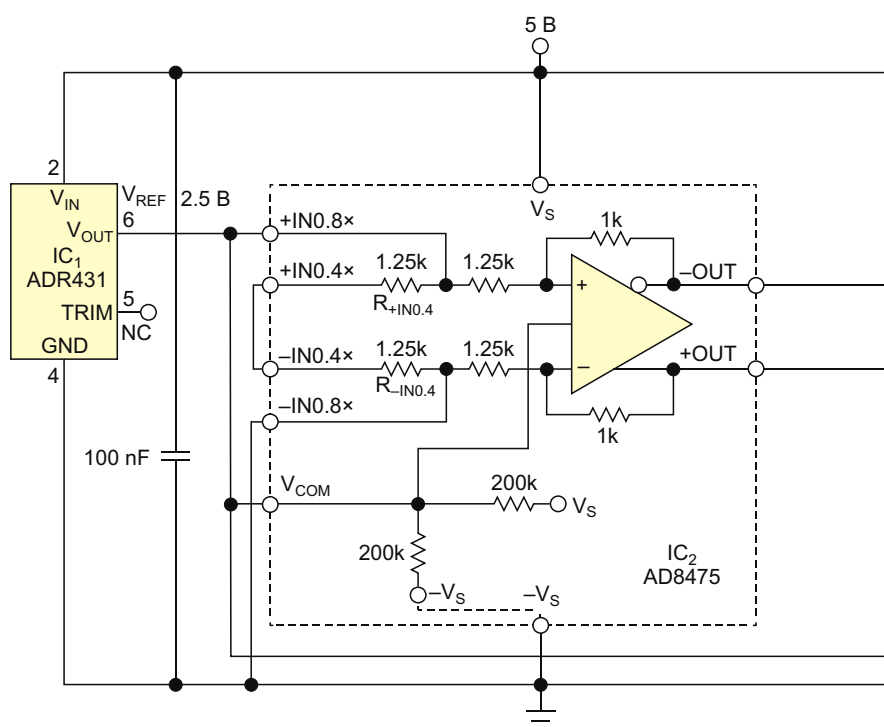 5 В
2
V_IN
V_REF 2.5 В
6
V_OUT
IC₁
ADR431
5
TRIM
NC
GND
4
100 nF
+IN0.8×
+IN0.4×
1.25k
R_+IN0.4
1.25k
–IN0.4×
1.25k
R_–IN0.4
1.25k
–IN0.8×
V_S
1k
+
–
–OUT
+OUT
1k
V_COM
200k
V_S
200k
–V_S
–V_S
IC₂
AD8475